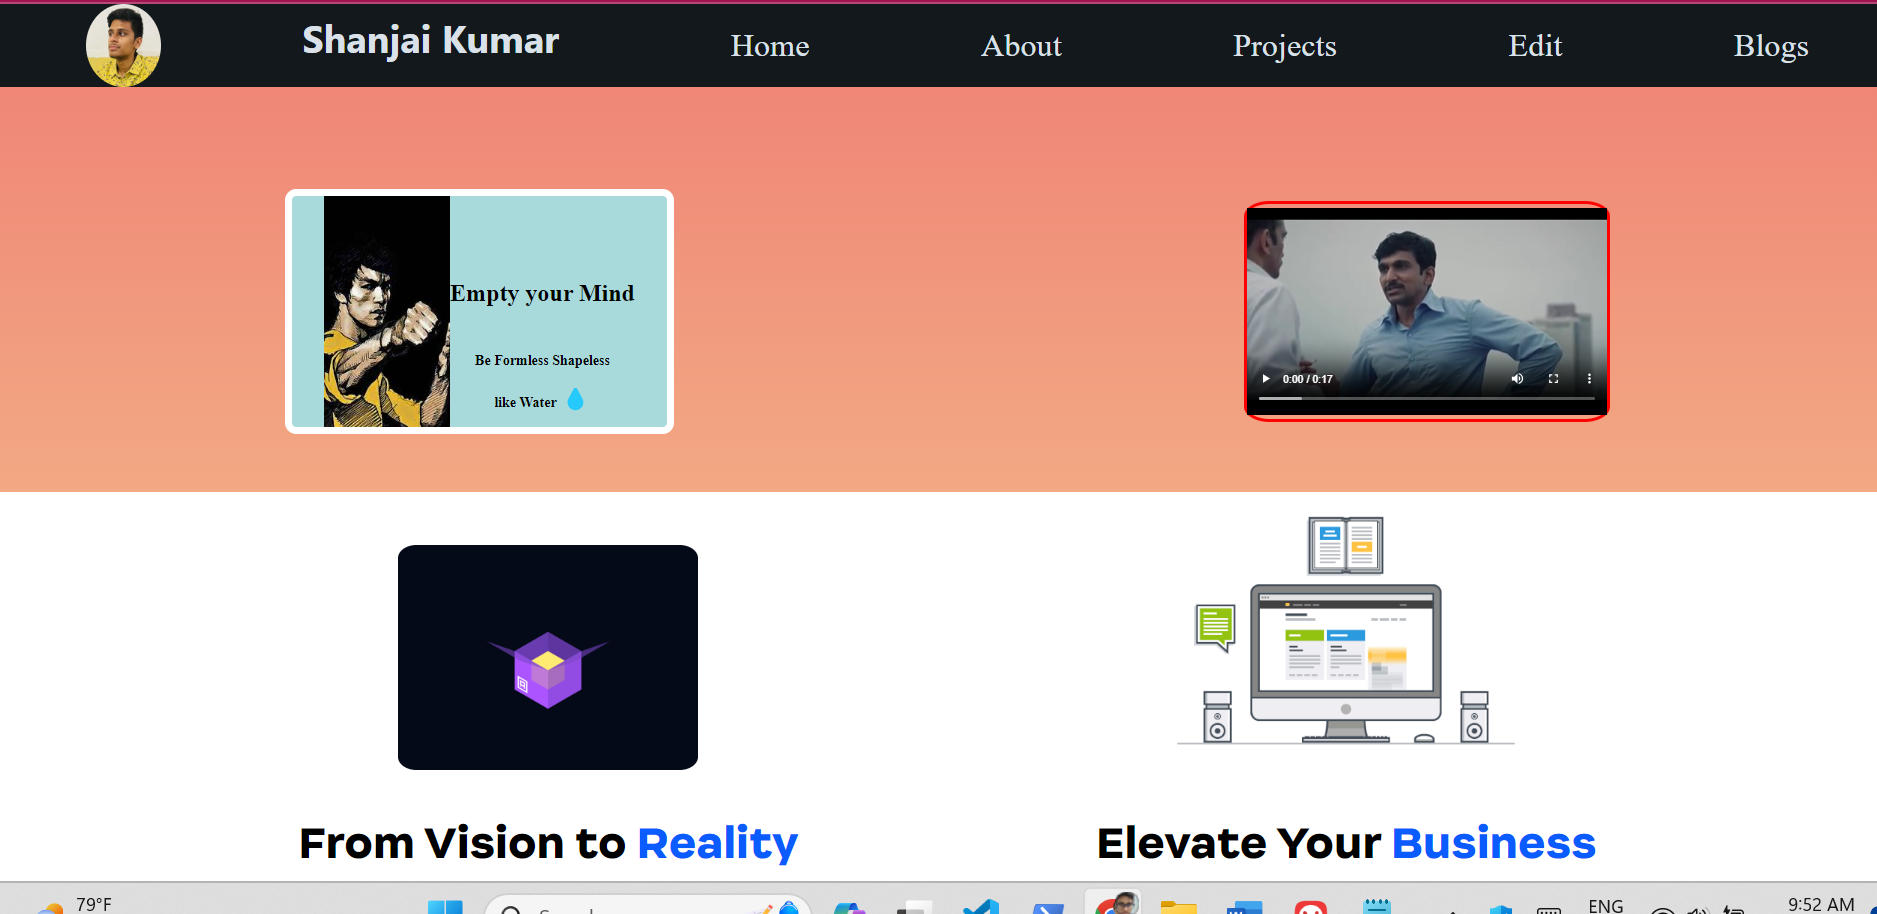 Shanjai Kumar
Home
About
Projects
Edit
Blogs
Empty your Mind
Be Formless Shapeless
like Water
0:00 / 0:17
From Vision to Reality
Elevate Your Business
79°F
ENG
9:52 AM